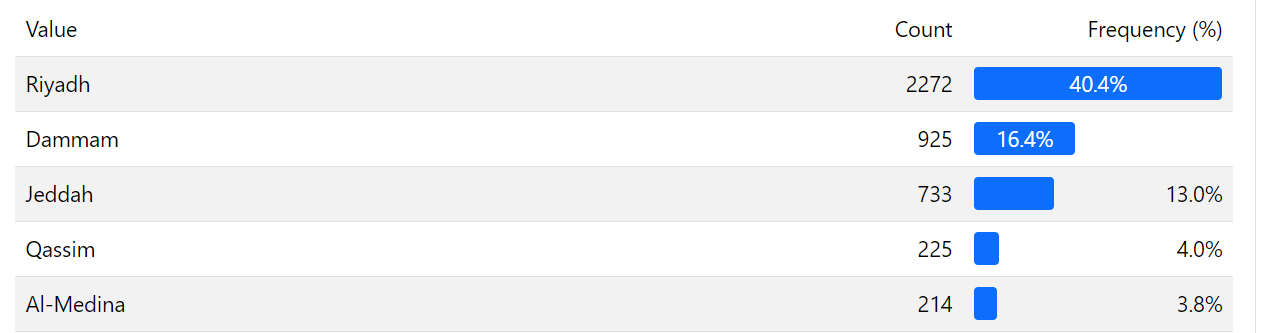 Value Count Frequency (%)
Riyadh 2272 40.4%
Dammam 925 16.4%
Jeddah 733 13.0%
Qassim 225 4.0%
Al-Medina 214 3.8%